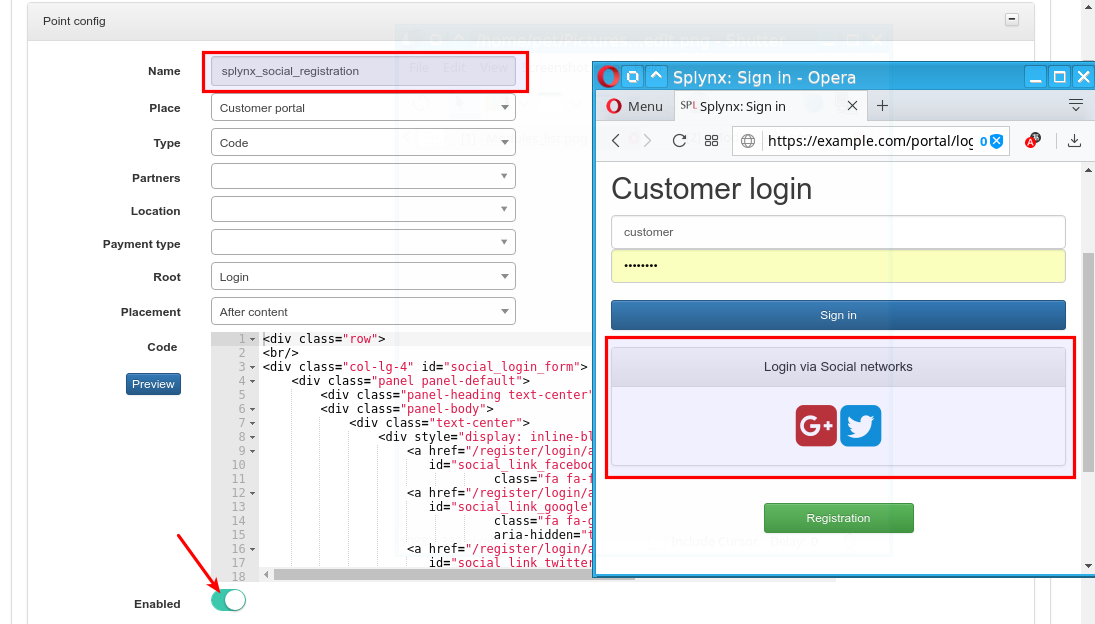 Point config
Name
splynx_social_registration
Place
Customer portal
Type
Code
Partners
Location
Payment type
Root
Login
Placement
After content
Code
Preview
1 <div class="row">
2 <br/>
3 <div class="col-lg-4" id="social_login_form">
4 <div class="panel panel-default">
5 <div class="panel-heading text-center"
6 <div class="panel-body">
7 <div class="text-center">
8 <div style="display: inline-bl
9 <a href="/register/login/a
10 id="social_link_facebo
11 class="fa fa-f
12 <a href="/register/login/a
13 id="social_link_google"
14 class="fa fa-g
15 aria-hidden="t
16 <a href="/register/login/a
17 id="social_link_twitter
18
Enabled
Splynx: Sign in - Opera
Menu
SPL Splynx: Sign in
https://example.com/portal/log
0
Customer login
customer
••••••••
Sign in
Login via Social networks
G+
Registration